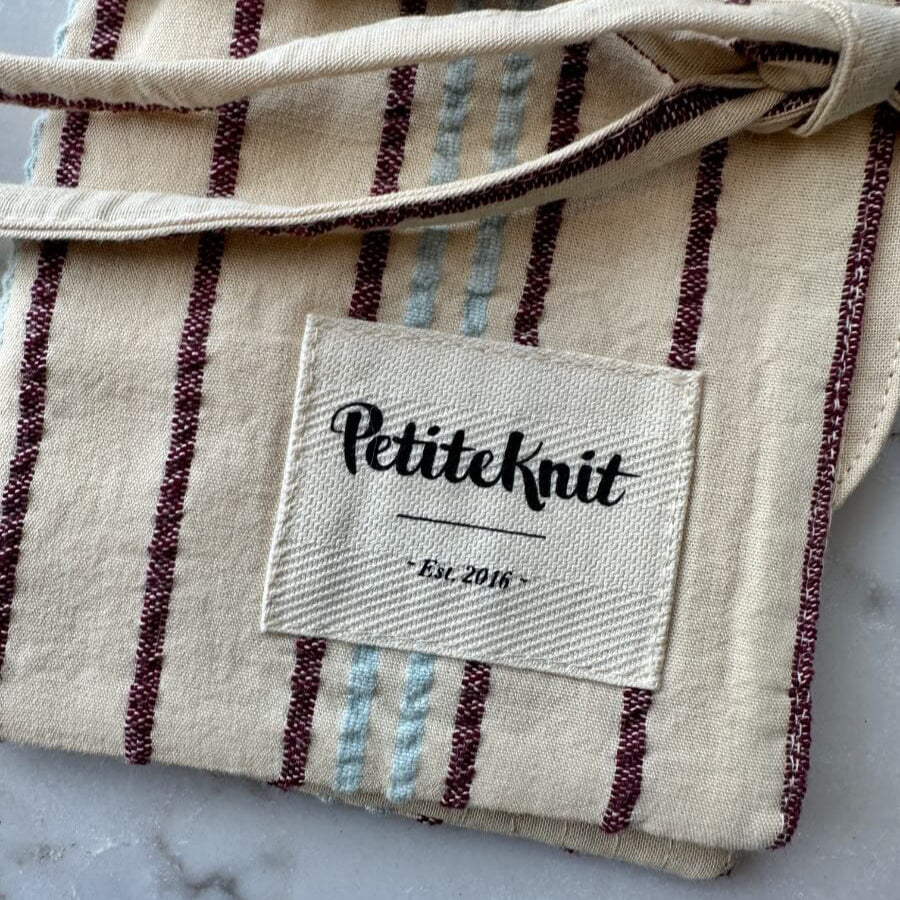 PetiteKnit
- Est. 2016 -